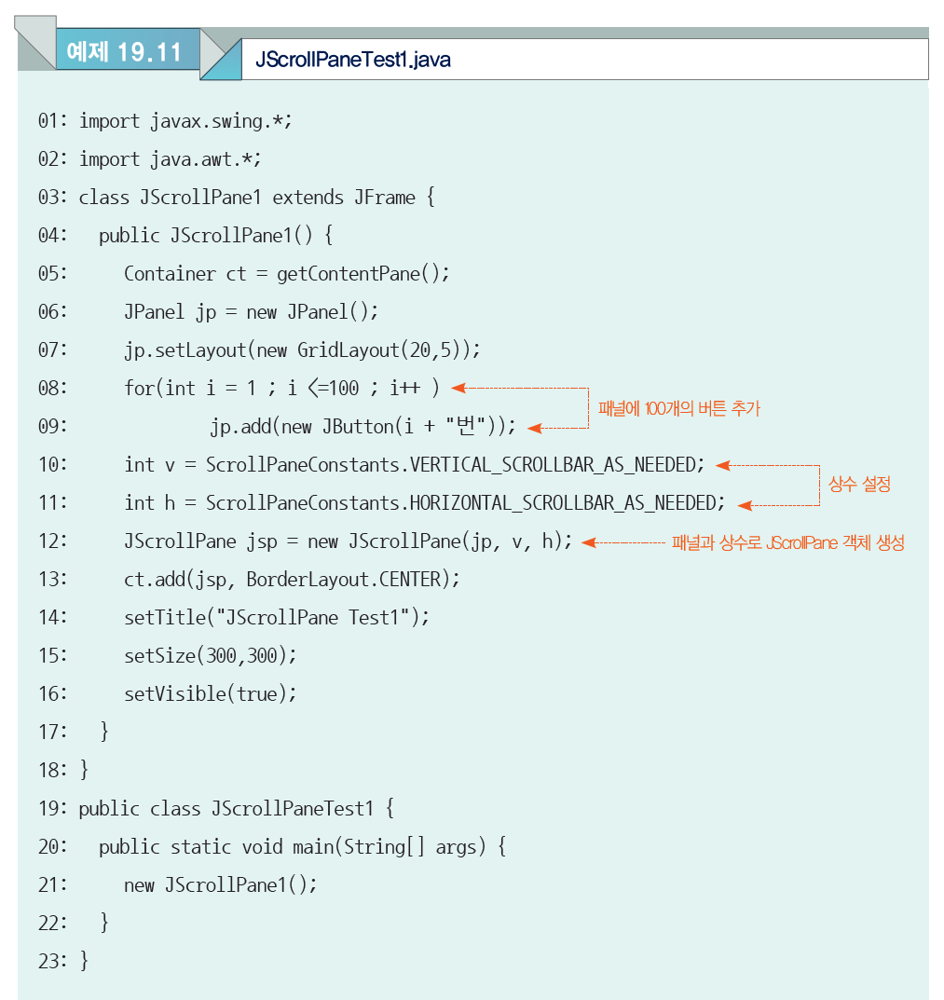 예제 19.11
JScrollPaneTest1.java
01: import javax.swing.*;
02: import java.awt.*;
03: class JScrollPane1 extends JFrame {
04: public JScrollPane1() {
05: Container ct = getContentPane();
06: JPanel jp = new JPanel();
07: jp.setLayout(new GridLayout(20,5));
08: for(int i = 1 ; i <=100 ; i++ )
패널에 100개의 버튼 추가
09: jp.add(new JButton(i + "번"));
10: int v = ScrollPaneConstants.VERTICAL_SCROLLBAR_AS_NEEDED;
상수 설정
11: int h = ScrollPaneConstants.HORIZONTAL_SCROLLBAR_AS_NEEDED;
12: JScrollPane jsp = new JScrollPane(jp, v, h); 패널과 상수로 JScrollPane 객체 생성
13: ct.add(jsp, BorderLayout.CENTER);
14: setTitle("JScrollPane Test1");
15: setSize(300,300);
16: setVisible(true);
17: }
18: }
19: public class JScrollPaneTest1 {
20: public static void main(String[] args) {
21: new JScrollPane1();
22: }
23: }